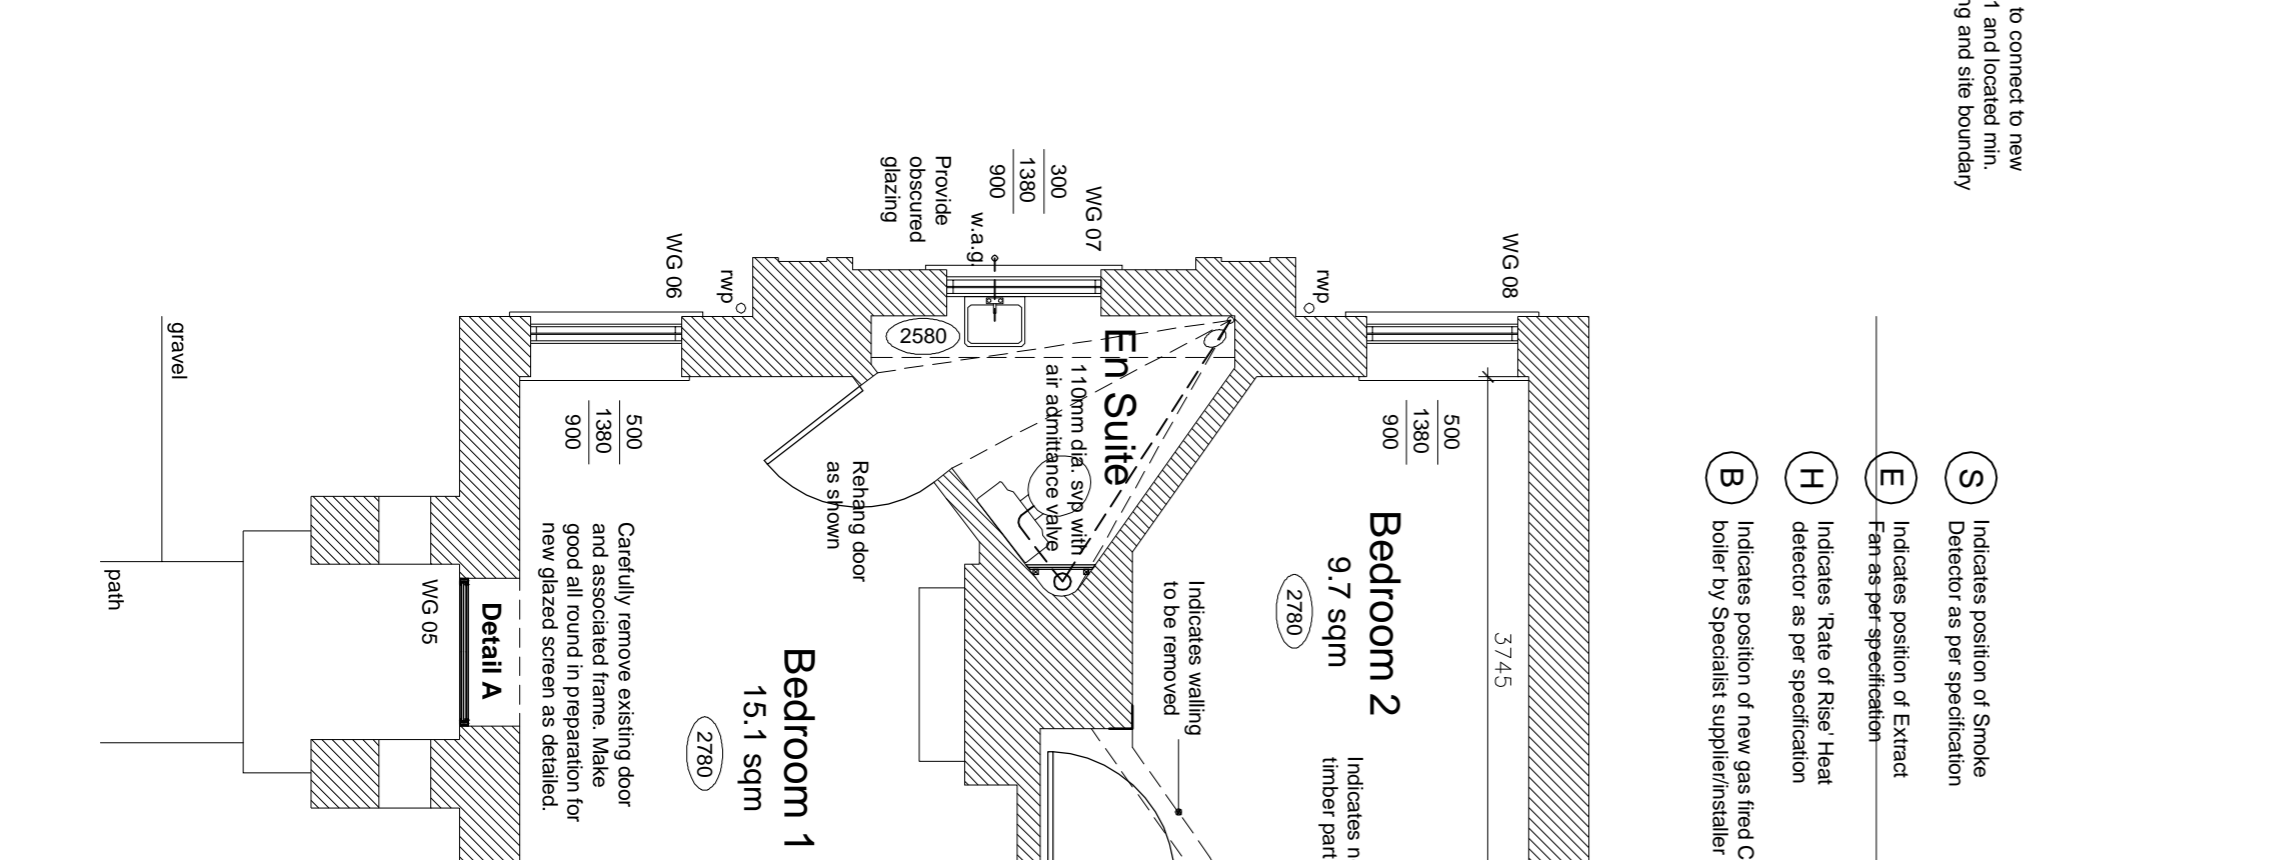 to connect to new
1 and located min.
ng and site boundary
S
Indicates position of Smoke
Detector as per specification
E
Indicates position of Extract
Fan as per specification
H
Indicates 'Rate of Rise' Heat
detector as per specification
B
Indicates position of new gas fired C
boiler by Specialist supplier/installer
WG 08
rwp
500
1380
900
3745
Bedroom 2
9.7 sqm
2780
Indicates n
timber part
Indicates walling
to be removed
WG 07
300
1380
900
w.a.g.
Provide
obscured
glazing
2580
En Suite
110mm dia. svp with
air admittance valve
Rehang door
as shown
rwp
WG 06
500
1380
900
Bedroom 1
15.1 sqm
2780
Carefully remove existing door
and associated frame. Make
good all round in preparation for
new glazed screen as detailed.
Detail A
WG 05
gravel
path